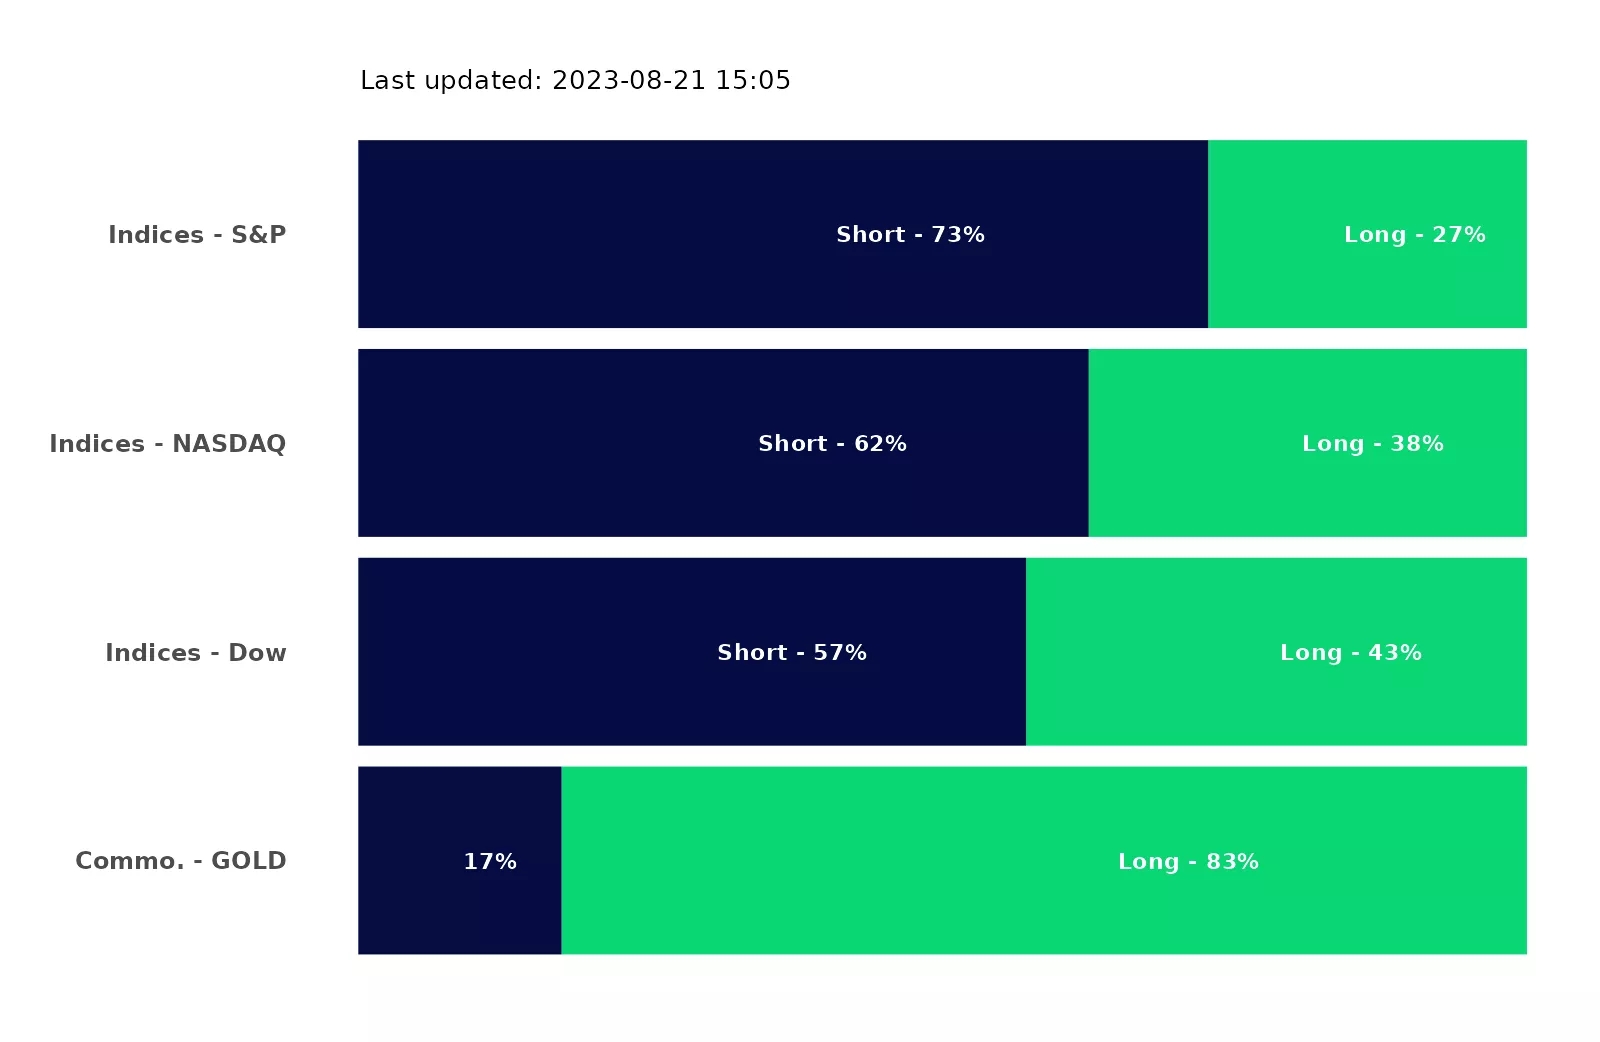 Last updated: 2023-08-21 15:05
Indices - S&P
Short - 73%
Long - 27%
Indices - NASDAQ
Short - 62%
Long - 38%
Indices - Dow
Short - 57%
Long - 43%
Commo. - GOLD
17%
Long - 83%